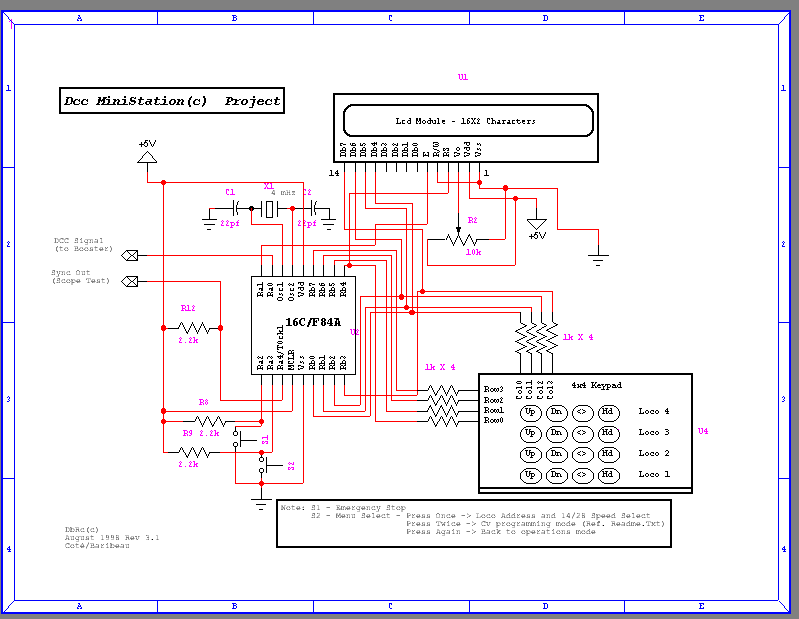 A B C D E
1 1
U1
Dcc MiniStation(c) Project
Lcd Module - 16X2 Characters
+5V
Db7 Db6 Db5 Db4 Db3 Db2 Db1 Db0 E R/W RS Vo Vdd Vss
14 1
C1 X1 4 mHz C2
22pf 22pf
R2
10k
+5V
2 2
DCC Signal
(to Booster)
Sync Out
(Scope Test)
Ra1 Ra0 Osc1 Osc2 Vdd Rb7 Rb6 Rb5 Rb4
16C/F84A
U2
Ra2 Ra3 Ra4/T0ck1 MCLR Vss Rb0 Rb1 Rb2 Rb3
R12
2.2k
1k X 4
1k X 4
Col0 Col1 Col2 Col3
4x4 Keypad
Row3
Row2
Row1
Row0
Up Dn <> Hd Loco 4
Up Dn <> Hd Loco 3
Up Dn <> Hd Loco 2
Up Dn <> Hd Loco 1
U4
3 3
R8
R9 2.2k
2.2k
S1
S2
Note: S1 - Emergency Stop
S2 - Menu Select - Press Once -> Loco Address and 14/28 Speed Select
Press Twice -> Cv programming mode (Ref. Readme.Txt)
Press Again -> Back to operations mode
DbRc(c)
August 1998 Rev 3.1
Coté/Baribeau
4 4
A B C D E